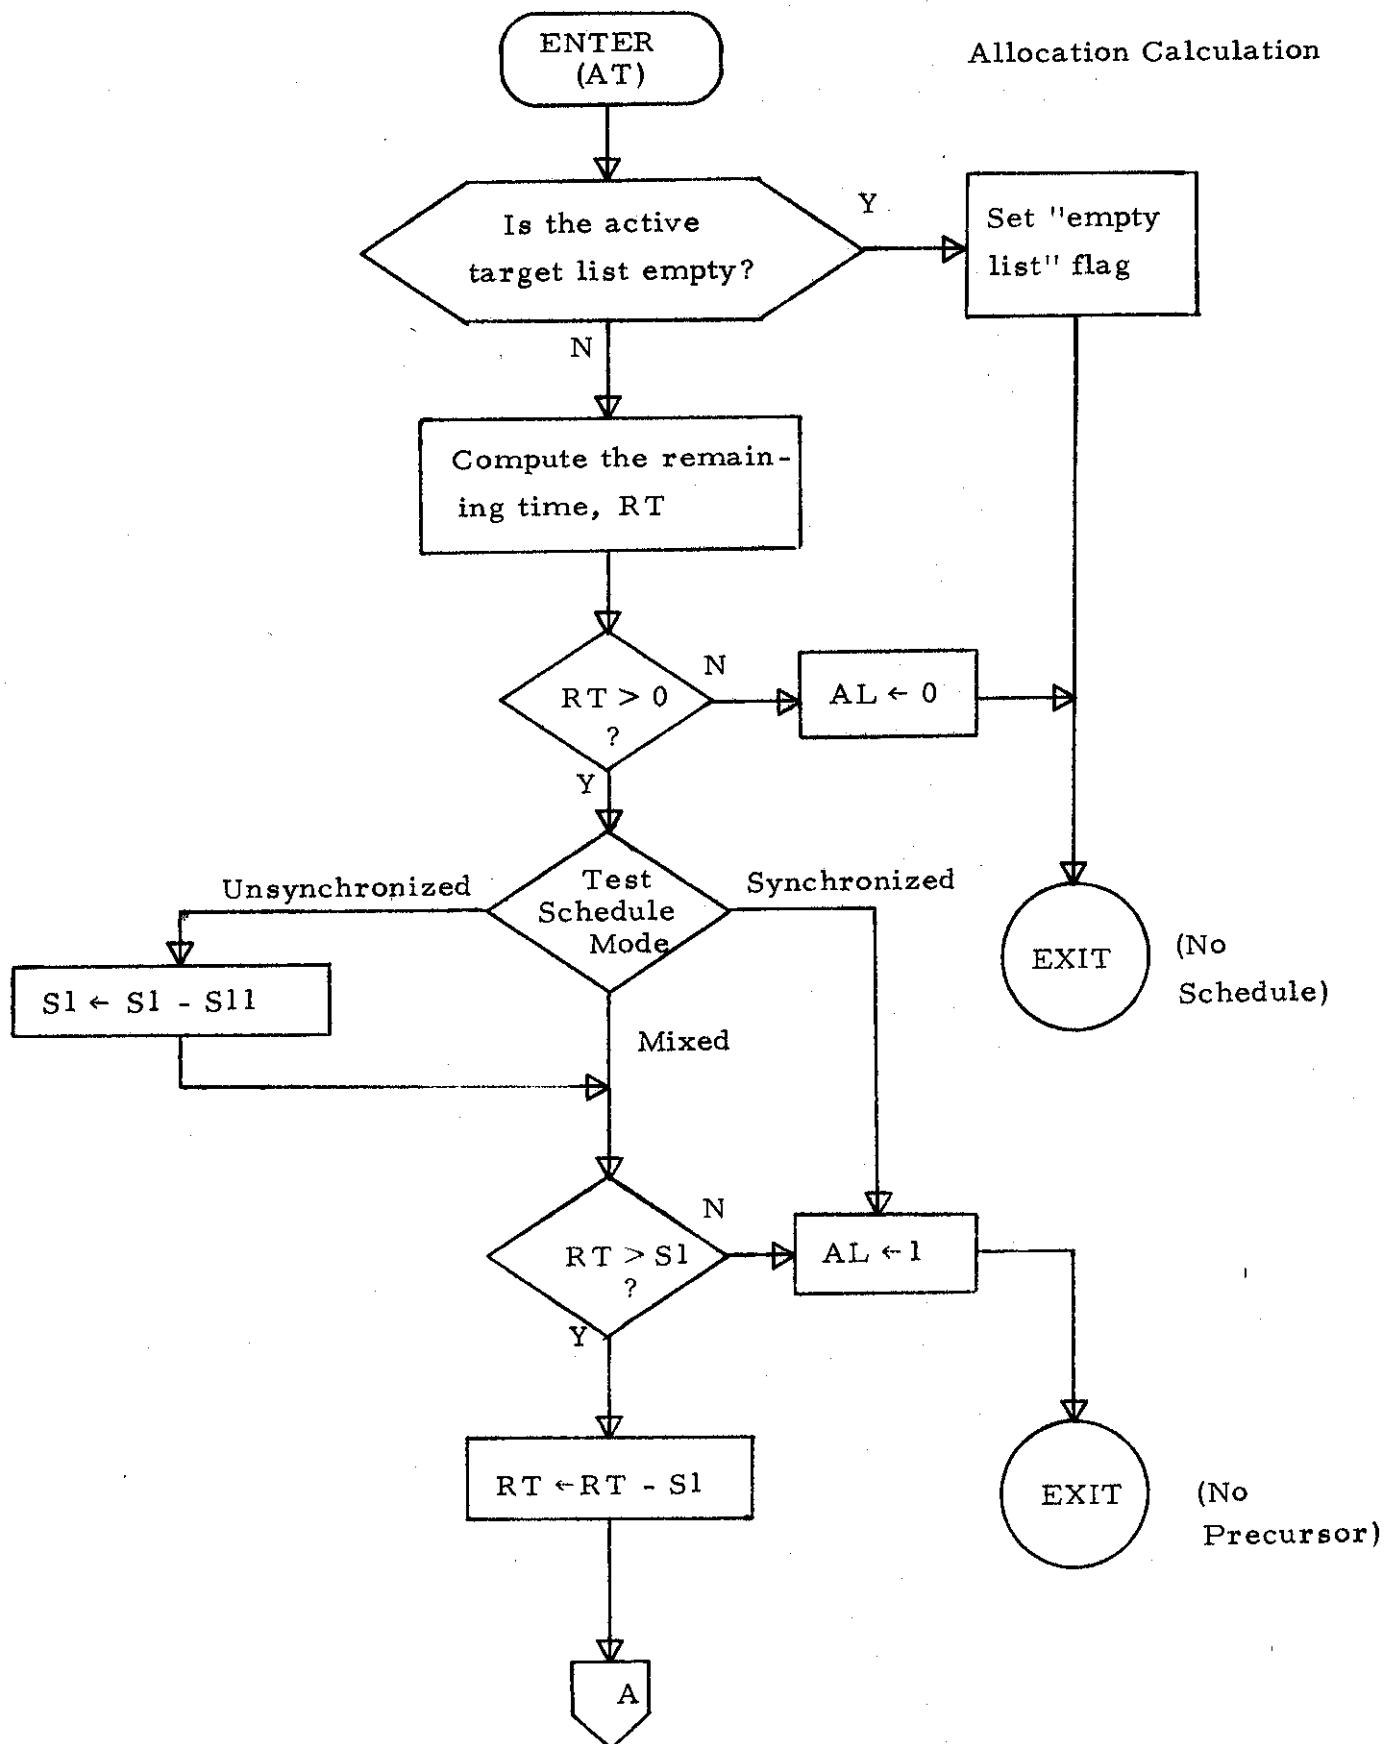 ENTER
(AT)
Allocation Calculation
Is the active
target list empty?
Y
Set "empty
list" flag
N
Compute the remain-
ing time, RT
RT > 0
?
N
AL ← 0
Y
Unsynchronized
Test
Schedule
Mode
Synchronized
S1 ← S1 - S11
EXIT
(No
Schedule)
Mixed
RT > S1
?
N
AL ← 1
Y
RT ← RT - S1
EXIT
(No
Precursor)
A